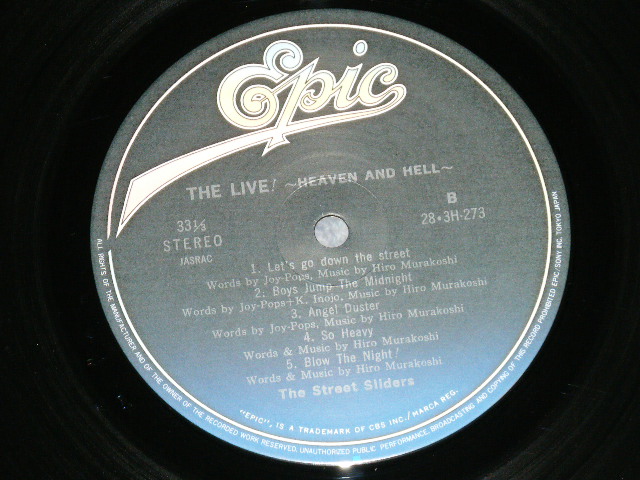 Epic
THE LIVE! ~HEAVEN AND HELL~
33⅓
STEREO
JASRAC
B
28・3H-273
1. Let's go down the street
Words by Joy-Pops, Music by Hiro Murakoshi
2. Boys Jump The Midnight
Words by Joy-Pops+K. Inojo, Music by Hiro Murakoshi
3. Angel Duster
Words by Joy-Pops, Music by Hiro Murakoshi
4. So Heavy
Words & Music by Hiro Murakoshi
5. Blow The Night!
Words & Music by Hiro Murakoshi
The Street Sliders
"EPIC", IS A TRADEMARK OF CBS INC./MARCA REG.
ALL RIGHTS OF THE MANUFACTURER AND OF THE OWNER OF THE RECORDED WORK RESERVED. UNAUTHORIZED PUBLIC PERFORMANCE, BROADCASTING AND COPYING OF THIS RECORD PROHIBITED EPIC/SONY INC. TOKYO JAPAN